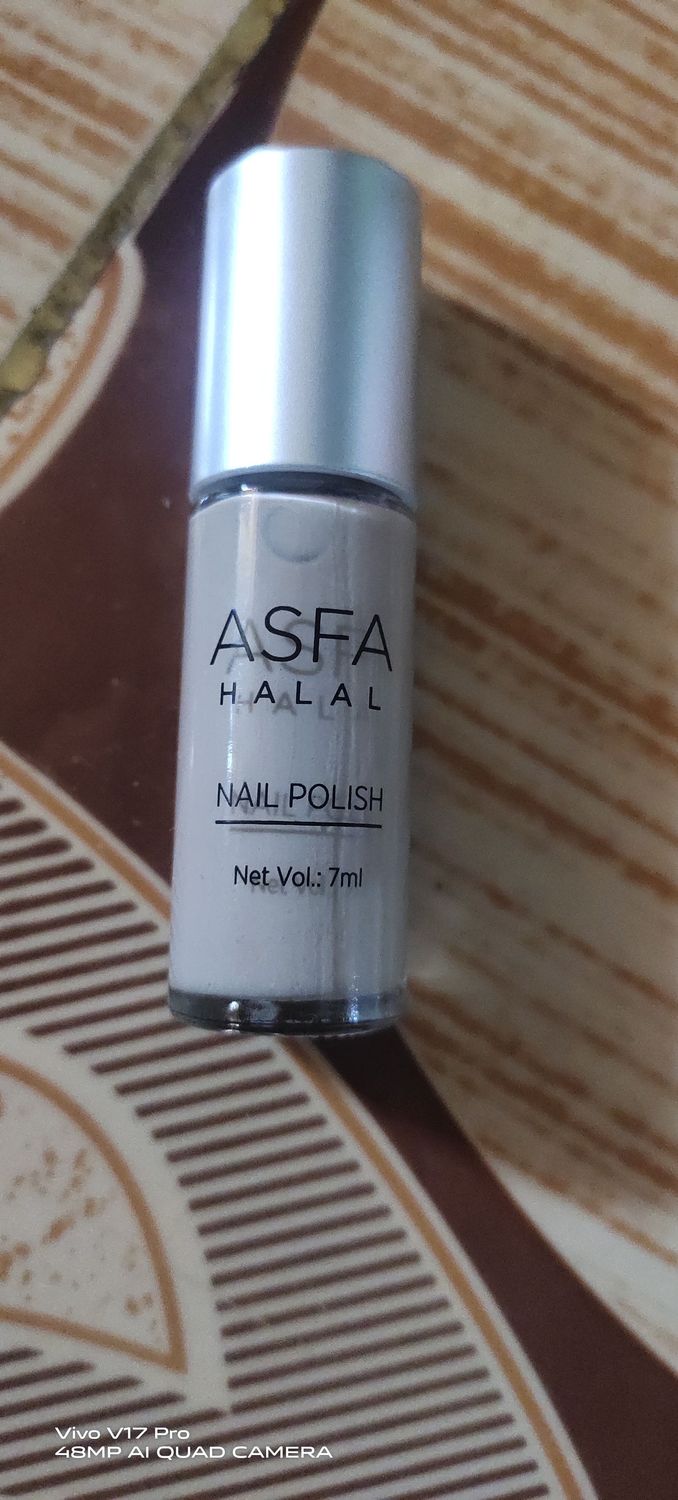 ASFA
HALAL
NAIL POLISH
Net Vol.: 7ml
Vivo V17 Pro
48MP AI QUAD CAMERA